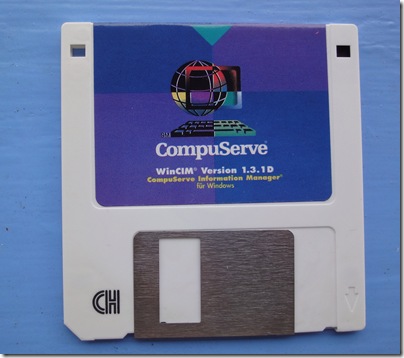 CompuServe
WinCIM® Version 1.3.1D
CompuServe Information Manager®
für Windows
CH